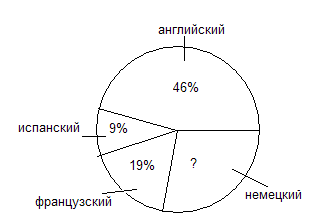 английский
46%
испанский
9%
19%
?
французский
немецкий